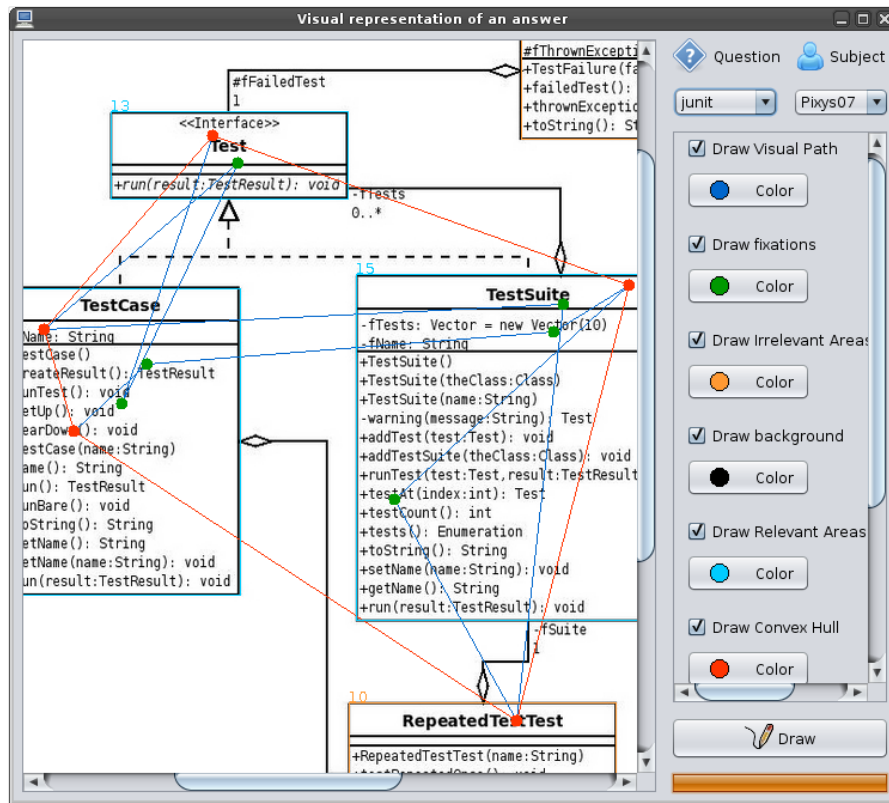 Visual representation of an answer
#fThrownExcepti
+TestFailure(fa
+failedTest():
+thrownExceptio
+toString(): St
#fFailedTest
1
13
<<Interface>>
Test
+run(result:TestResult): void
-fTests
0..*
15
TestCase
Name: String
estCase()
reateResult(): TestResult
unTest(): void
etUp(): void
earDown(): void
estCase(name:String)
ame(): String
un(): TestResult
unBare(): void
oString(): String
etName(): String
etName(name:String): void
un(result:TestResult): void
TestSuite
-fTests: Vector = new Vector(10)
-fName: String
+TestSuite()
+TestSuite(theClass:Class)
+TestSuite(name:String)
-warning(message:String): Test
+addTest(test:Test): void
+addTestSuite(theClass:Class): void
+runTest(test:Test,result:TestResult
+testAt(index:int): Test
+testCount(): int
+tests(): Enumeration
+toString(): String
+setName(name:String): void
+getName(): String
+run(result:TestResult): void
-fSuite
1
10
RepeatedTestTest
+RepeatedTestTest(name:String)
Question
Subject
junit
Pixys07
Draw Visual Path
Color
Draw fixations
Color
Draw Irrelevant Areas
Color
Draw background
Color
Draw Relevant Areas
Color
Draw Convex Hull
Color
Draw